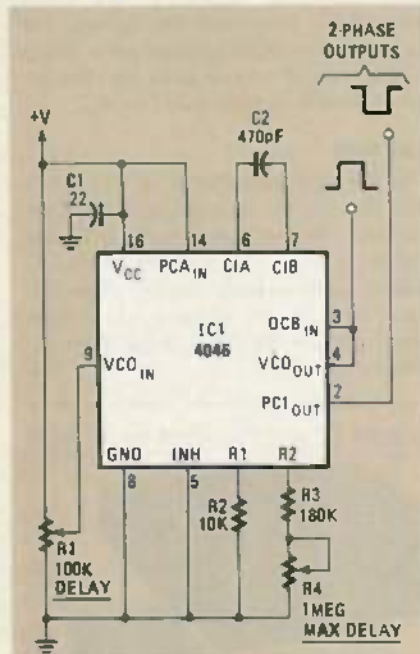 2-PHASE
OUTPUTS
+V
C2
470pF
C1
22
16
14
6
7
VCC
PCAIN
CIA
CIB
IC1
4046
9
VCOIN
OCBIN
3
VCOOUT
4
PC1OUT
2
GND
INH
R1
R2
8
5
R1
100K
DELAY
R2
10K
R3
180K
R4
1MEG
MAX DELAY